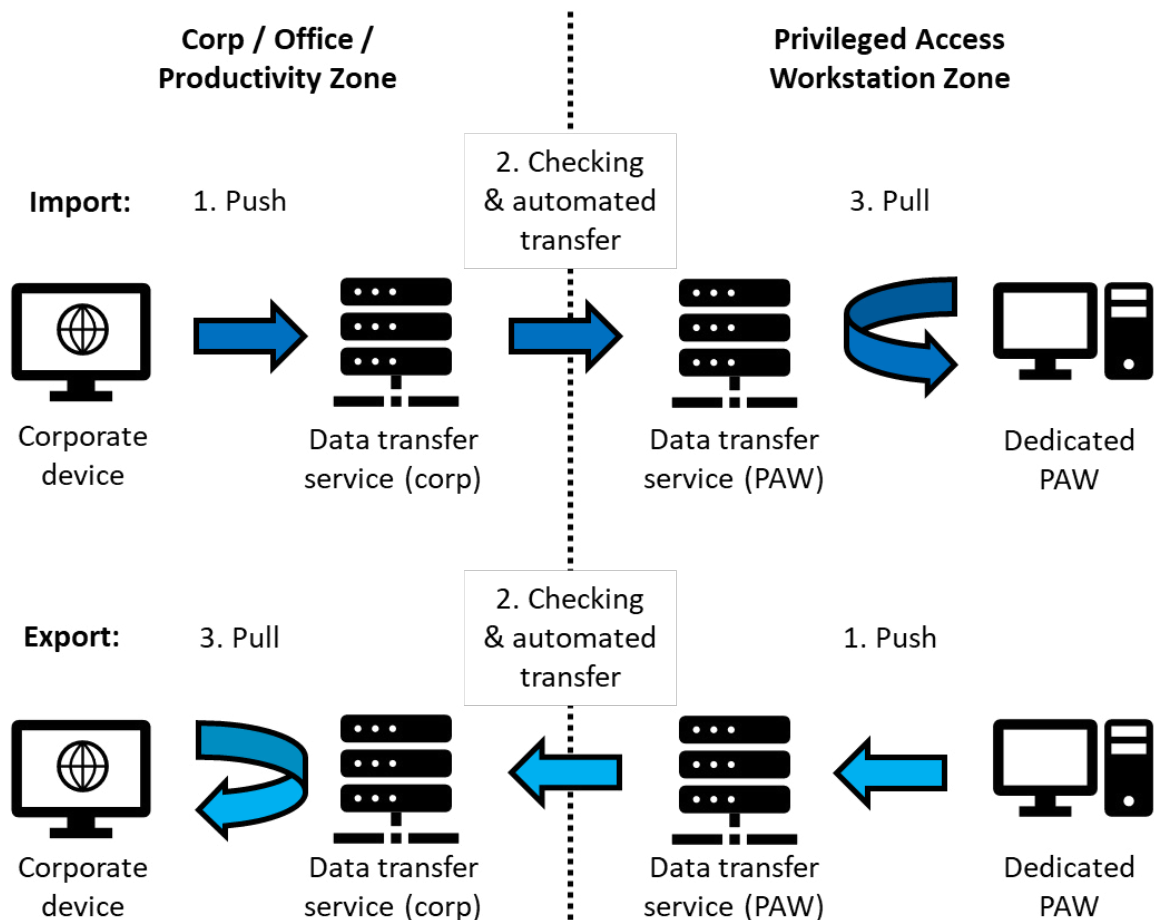 Corp / Office /
Productivity Zone
Privileged Access
Workstation Zone
Import:
1. Push
2. Checking
& automated
transfer
3. Pull
Corporate
device
Data transfer
service (corp)
Data transfer
service (PAW)
Dedicated
PAW
Export:
3. Pull
2. Checking
& automated
transfer
1. Push
Corporate
device
Data transfer
service (corp)
Data transfer
service (PAW)
Dedicated
PAW